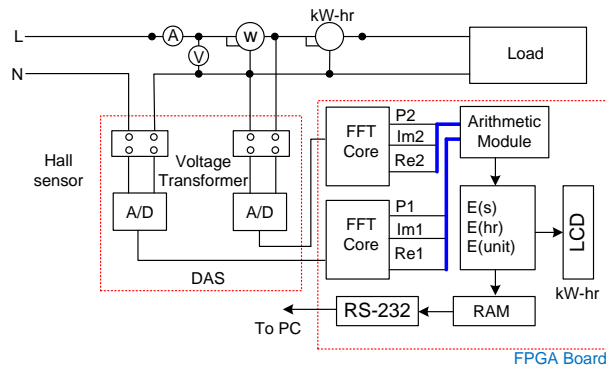 kW-hr
L
A
V
W
N
Load
Hall
sensor
Voltage
Transformer
A/D
A/D
DAS
FFT
Core
P2
Im2
Re2
FFT
Core
P1
Im1
Re1
Arithmetic
Module
E(s)
E(hr)
E(unit)
LCD
kW-hr
RS-232
RAM
To PC
FPGA Board